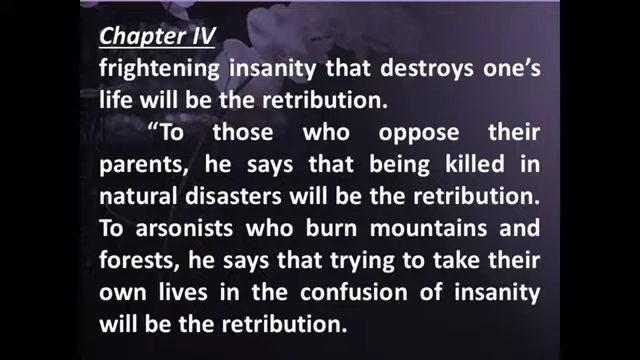 Chapter IV
frightening insanity that destroys one’s
life will be the retribution.
“To those who oppose their
parents, he says that being killed in
natural disasters will be the retribution.
To arsonists who burn mountains and
forests, he says that trying to take their
own lives in the confusion of insanity
will be the retribution.